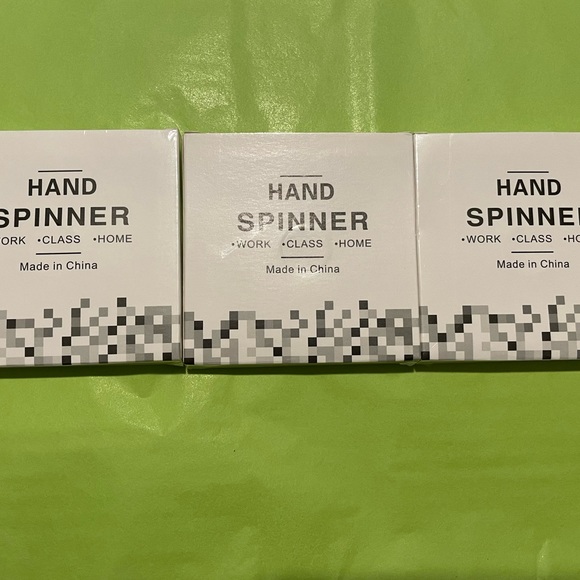 HAND
SPINNER
ORK •CLASS •HOME
Made in China
HAND
SPINNER
•WORK •CLASS •HOME
Made in China
HAND
SPINNE
•WORK •CLASS •HO
Made in China